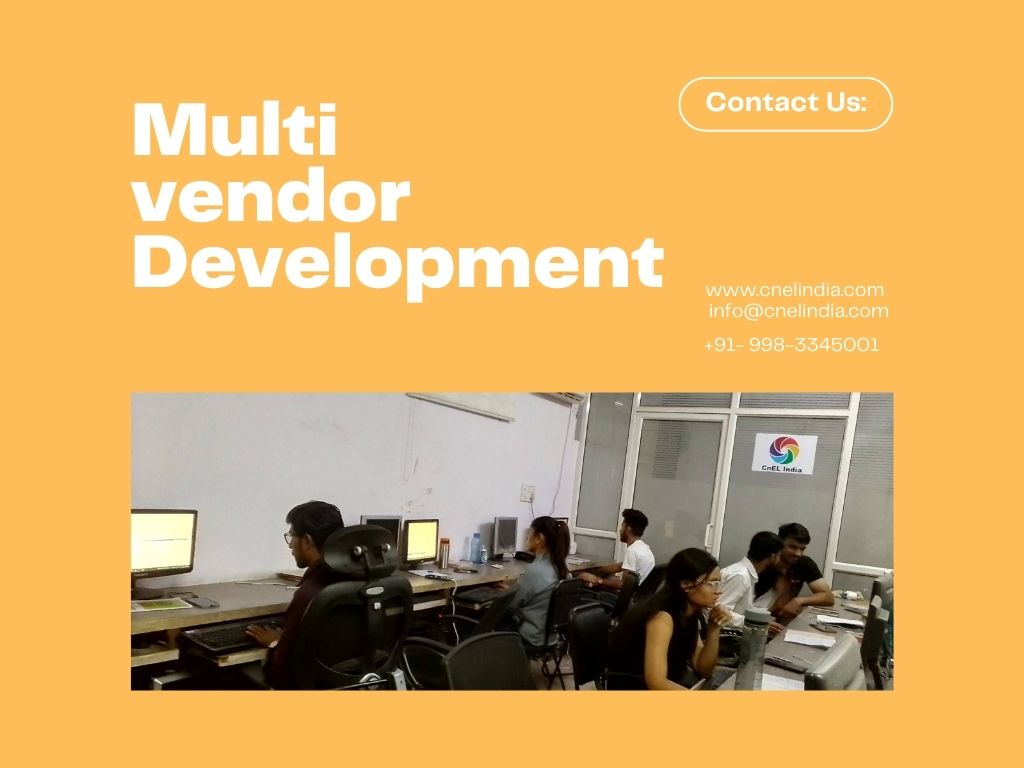 Multi
vendor
Development
Contact Us:
www.cnelindia.com
info@cnelindia.com
+91- 998-3345001
CnEL India